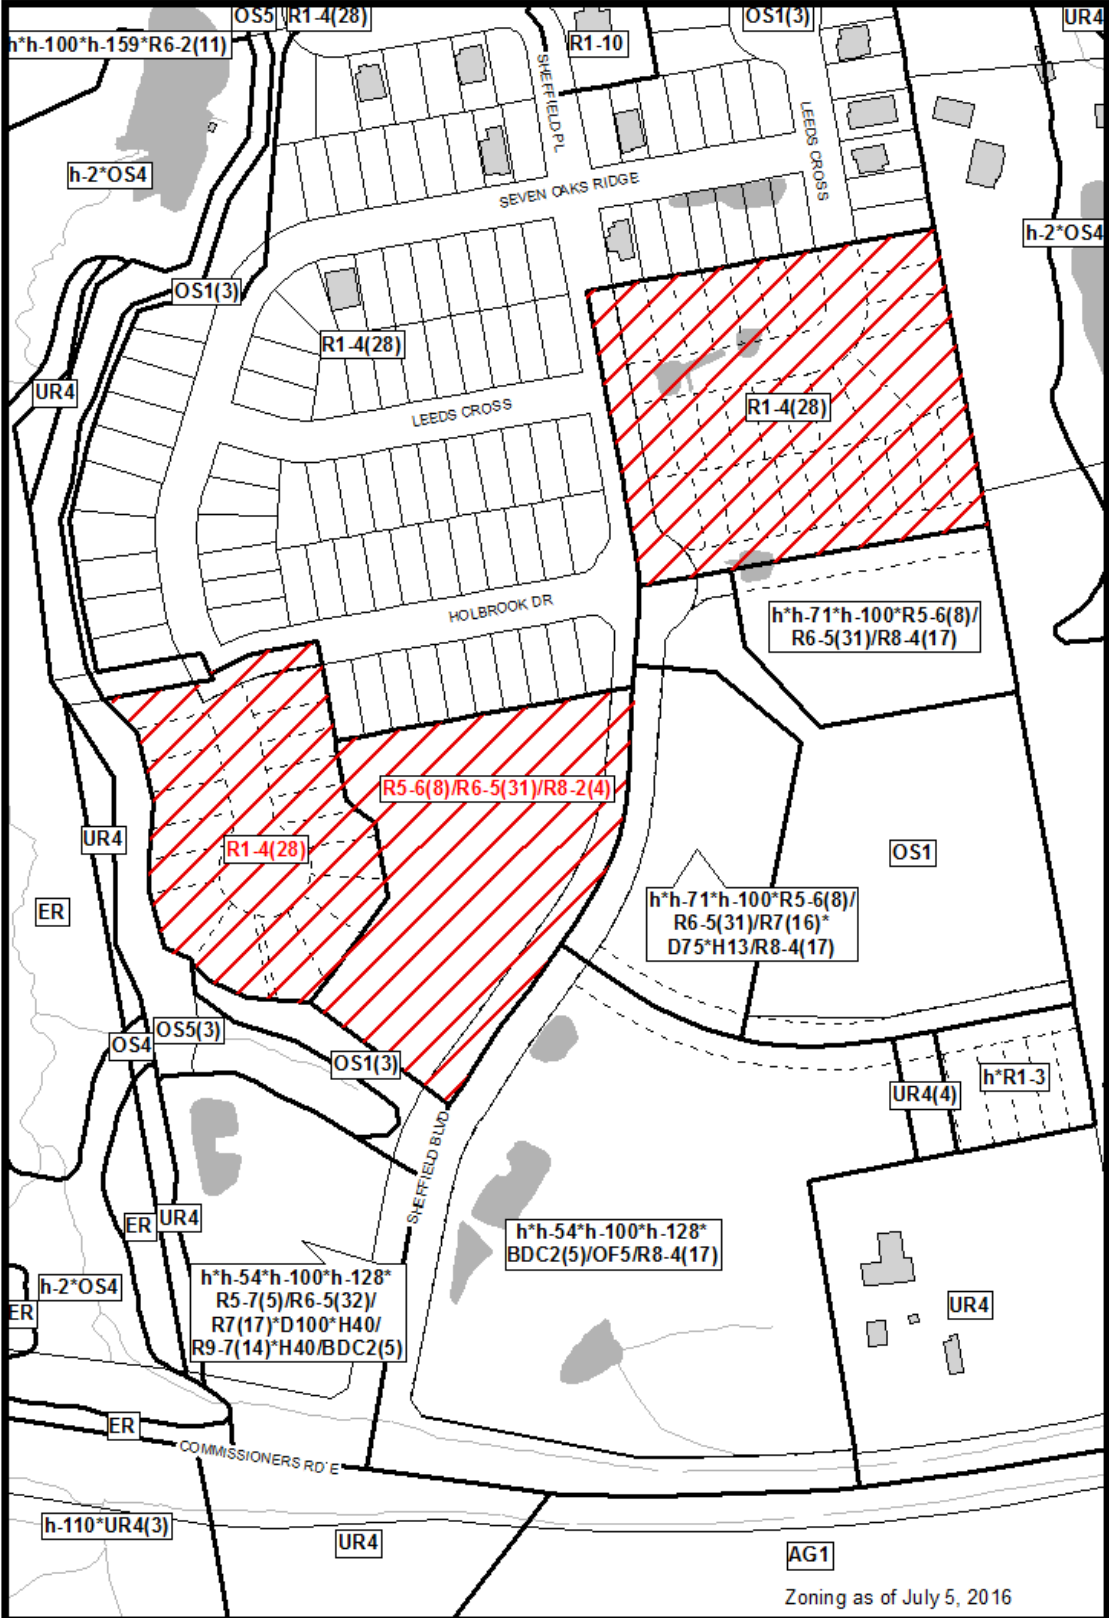 OS5
R1-4(28)
OS1(3)
UR4
h*h-100*h-159*R6-2(11)
R1-10
SHEFFIELD PL
LEEDS CROSS
h-2*OS4
SEVEN OAKS RIDGE
h-2*OS4
OS1(3)
R1-4(28)
UR4
LEEDS CROSS
R1-4(28)
HOLBROOK DR
h*h-71*h-100*R5-6(8)/
R6-5(31)/R8-4(17)
R5-6(8)/R6-5(31)/R8-2(4)
UR4
R1-4(28)
OS1
ER
h*h-71*h-100*R5-6(8)/
R6-5(31)/R7(16)*
D75*H13/R8-4(17)
OS5(3)
OS4
OS1(3)
h*R1-3
UR4(4)
SHEFFIELD BLVD
ER
UR4
h*h-54*h-100*h-128*
BDC2(5)/OF5/R8-4(17)
h-2*OS4
h*h-54*h-100*h-128*
R5-7(5)/R6-5(32)/
R7(17)*D100*H40/
R9-7(14)*H40/BDC2(5)
ER
UR4
ER
COMMISSIONERS RD E
h-110*UR4(3)
UR4
AG1
Zoning as of July 5, 2016